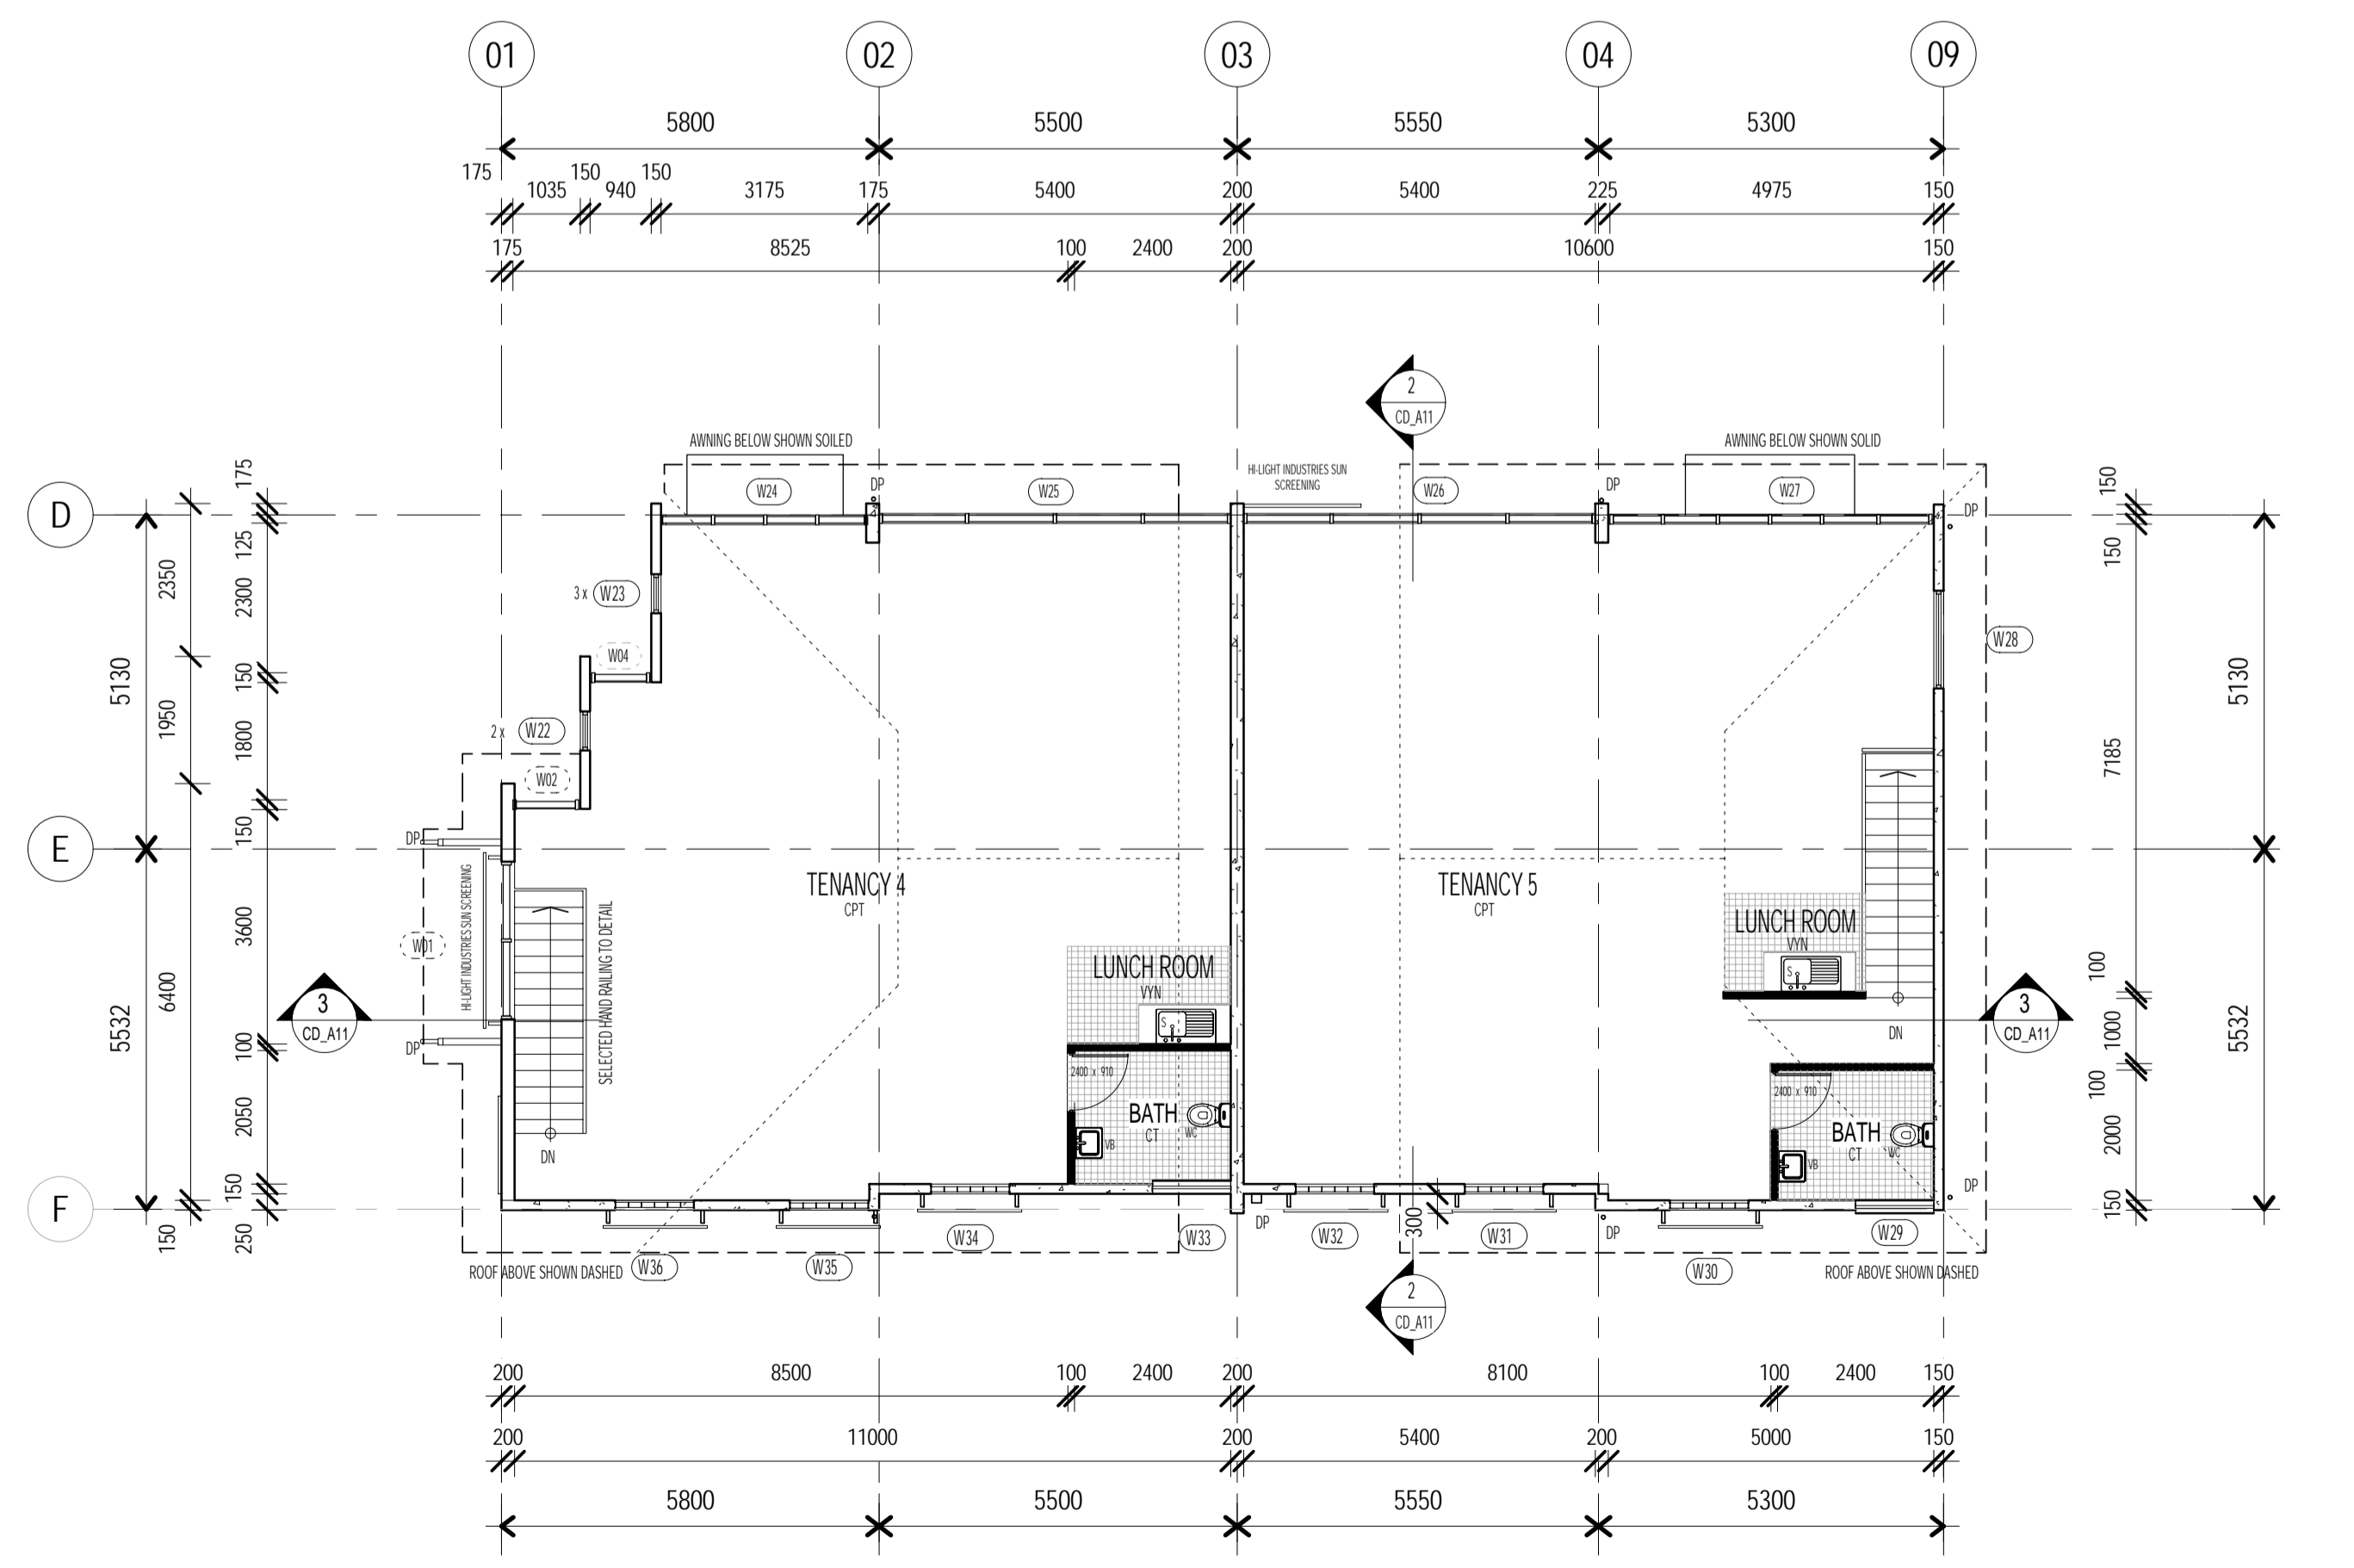 01 02 03 04 09
5800 5500 5550 5300
175 150 150
1035 940 3175 175 5400 200 5400 225 4975 150
175 8525 100 2400 200 10600 150
2
CD_A11
AWNING BELOW SHOWN SOILED
AWNING BELOW SHOWN SOLID
HI-LIGHT INDUSTRIES SUN
SCREENING
W24 DP W25 W26 DP W27
D
175
125
2350
2300
150
150
DP
3 x W23
W04
W28
5130
150
1950
1800
5130
7185
2 x W22
W02
E
150
DP
HI-LIGHT INDUSTRIES SUN SCREENING
W01
DP
3600
6400
5532
100
2050
TENANCY 4
CPT
TENANCY 5
CPT
SELECTED HAND RAILING TO DETAIL
DN
LUNCH ROOM
VYN
S
LUNCH ROOM
VYN
S
DN
3
CD_A11
3
CD_A11
2400 x 910
BATH
CT
WC
VB
2400 x 910
BATH
CT
WC
VB
100
1000
100
2000
150
5532
F
150
150
250
DP
DP
DP
300
W34 W33 W32 W31 W29
W36 W35 W30
ROOF ABOVE SHOWN DASHED
ROOF ABOVE SHOWN DASHED
2
CD_A11
200 8500 100 2400 200 8100 100 2400 150
200 11000 200 5400 200 5000 150
5800 5500 5550 5300